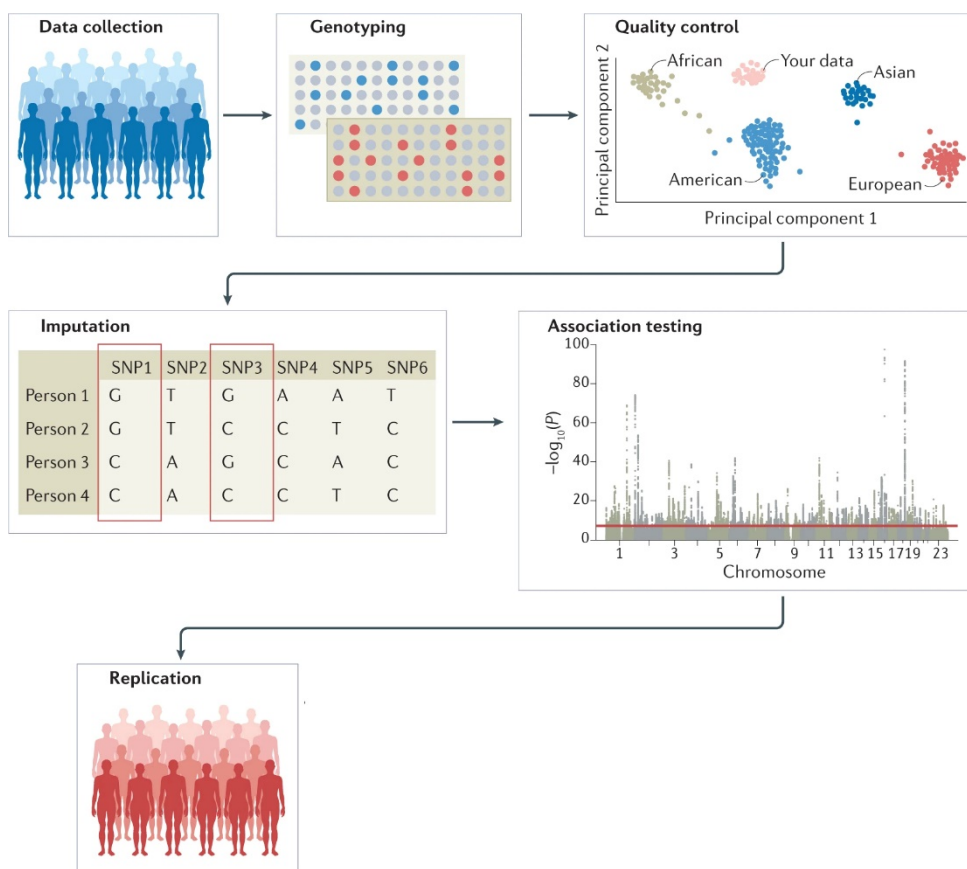 Data collection
Genotyping
Quality control
Principal component 2
African
Your data
Asian
American
European
Principal component 1
Imputation
SNP1 SNP2 SNP3 SNP4 SNP5 SNP6
Person 1 G T G A A T
Person 2 G T C C T C
Person 3 C A G C A C
Person 4 C A C C T C
Association testing
–log10(P)
100
80
60
40
20
0
1 3 5 7 9 11 13 15 17 19 23
Chromosome
Replication